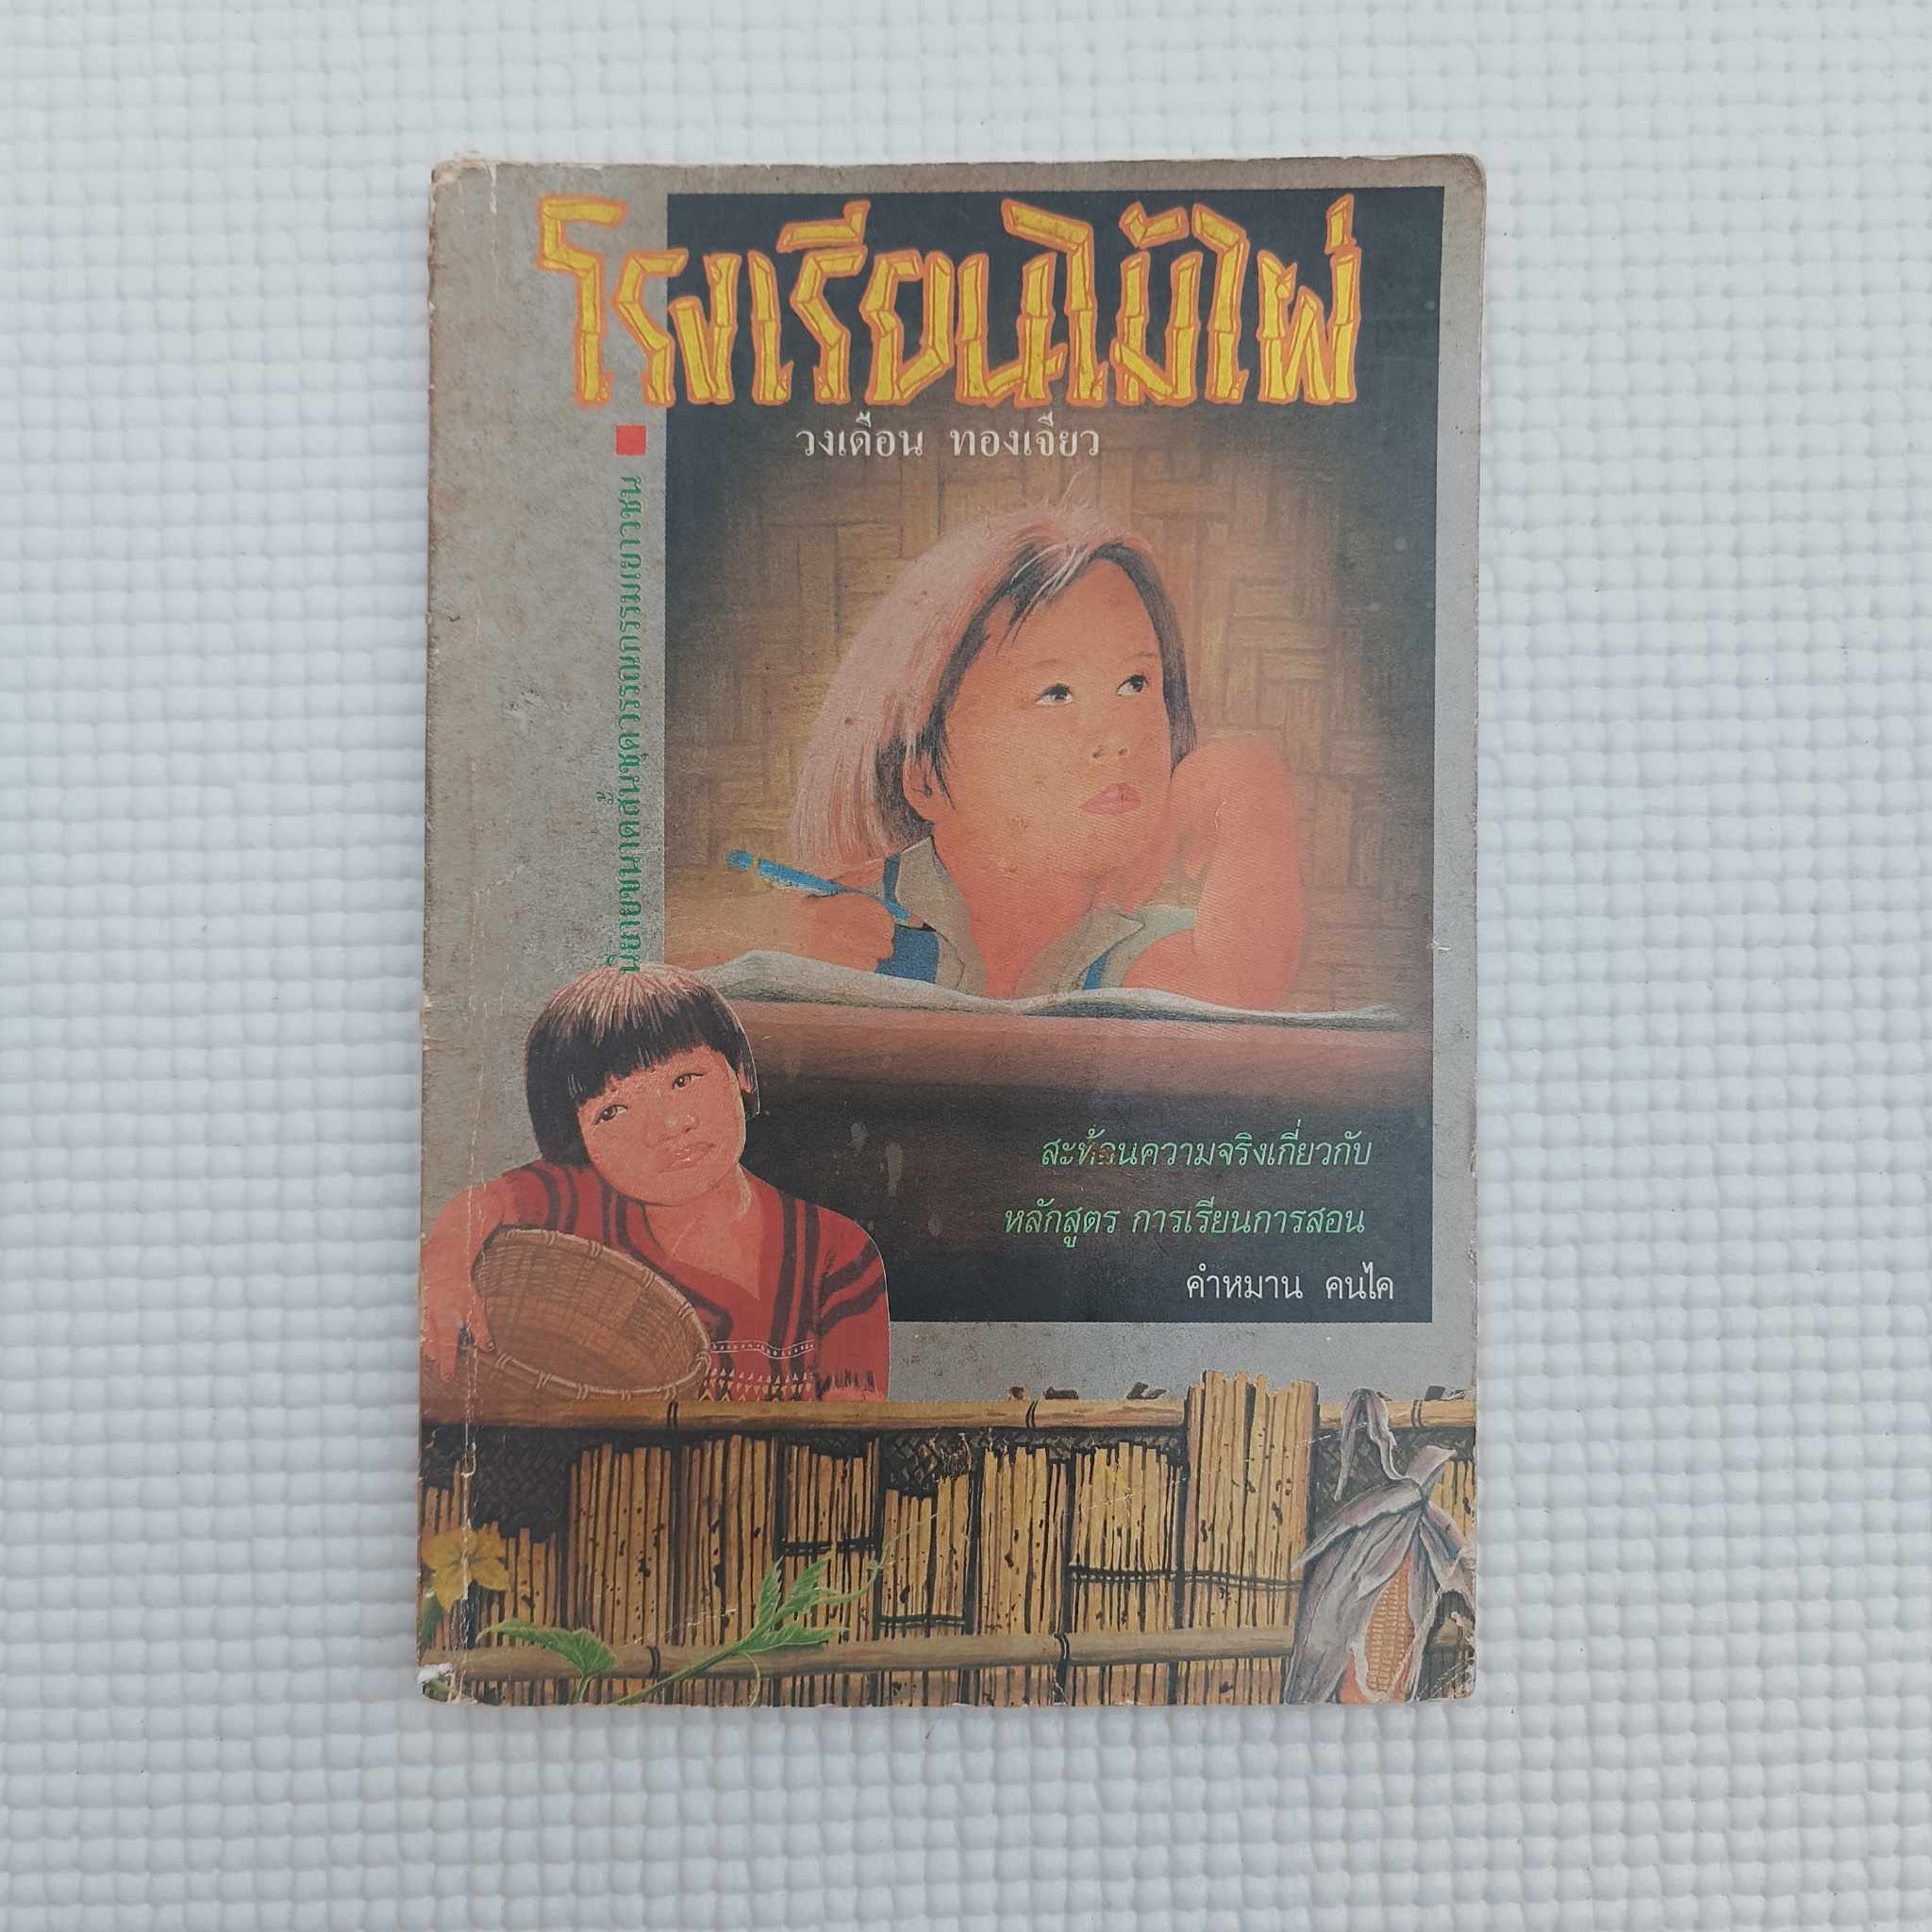 โรงเรียนไม้ไผ่
วงเดือน ทองเจียว
นิยายขนาดสั้นชุดวรรณกรรมเยาวชน
สะท้อนความจริงเกี่ยวกับ
หลักสูตร การเรียนการสอน
คำหมาน คนไค